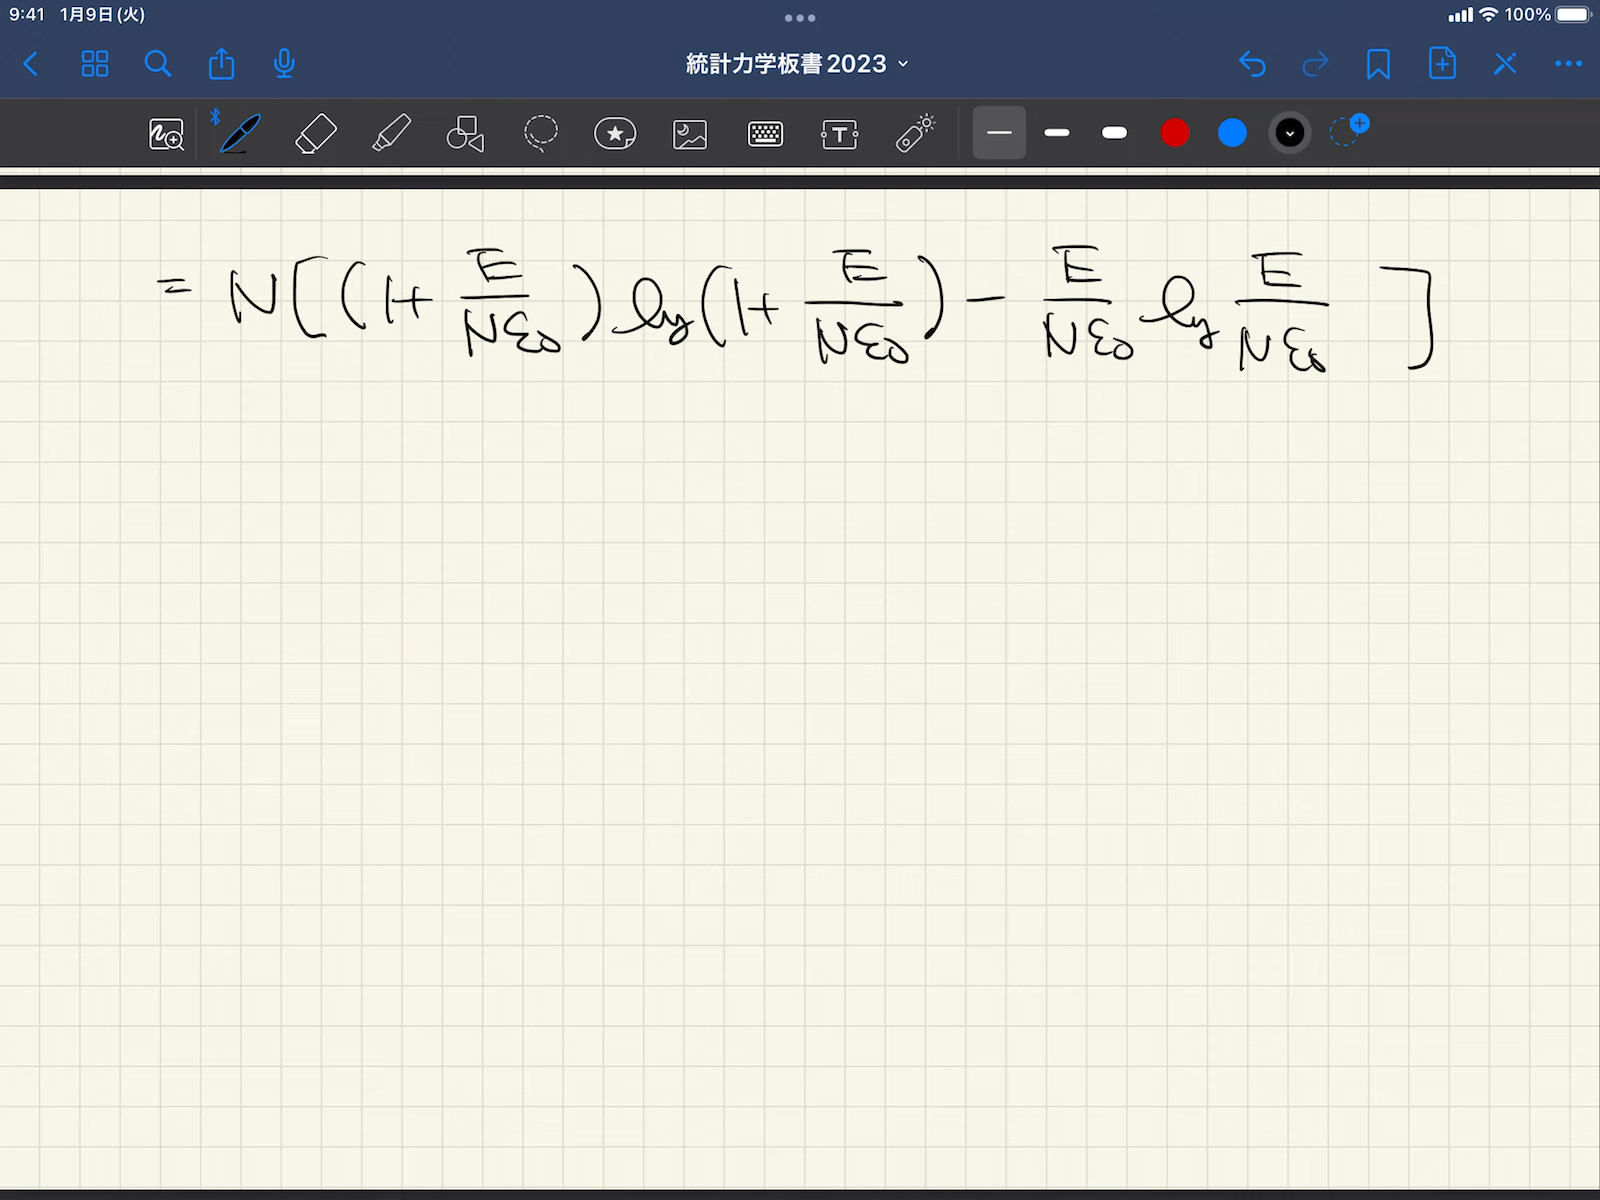 9:41 1月9日(火) 100%
統計力学板書2023
T
= N[(1+ E/Nε₀) log(1+ E/Nε₀) − E/Nε₀ log E/Nε₀ ]